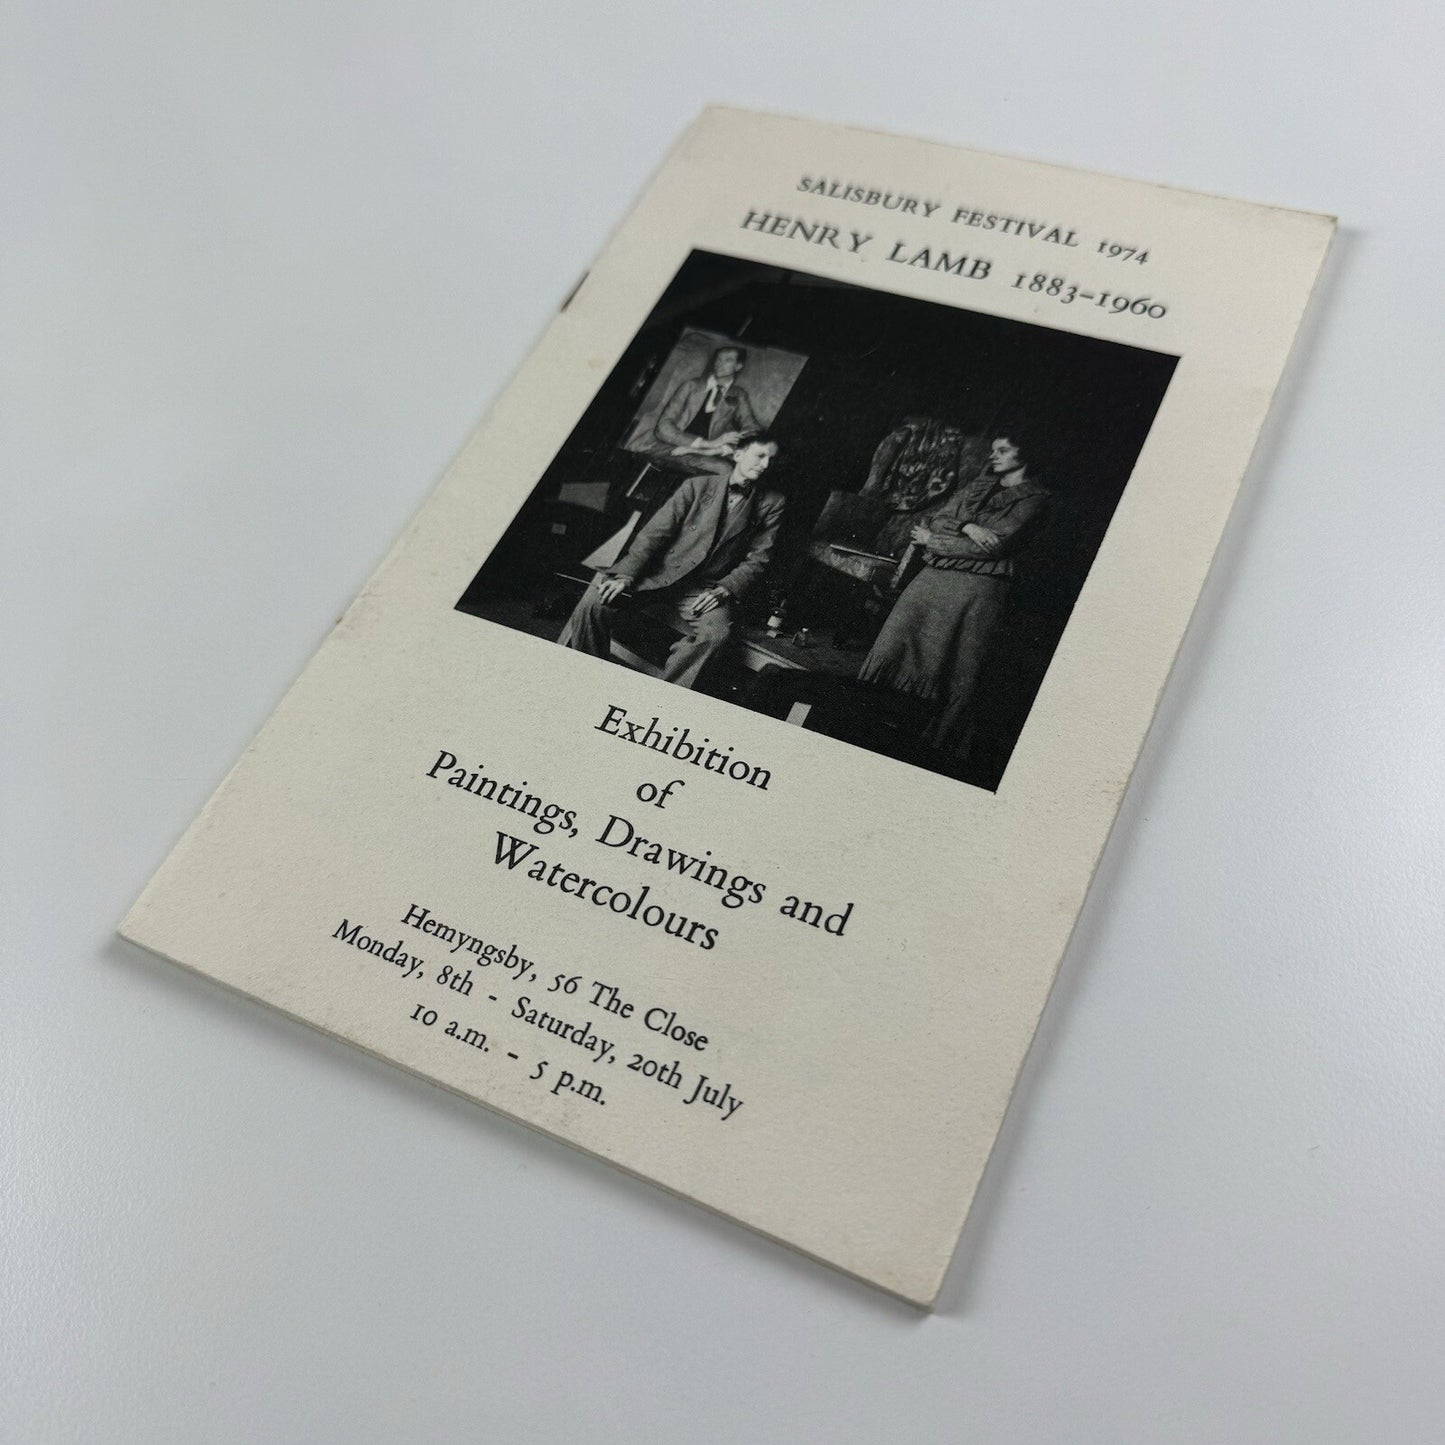 SALISBURY FESTIVAL 1974
HENRY LAMB 1883-1960
Exhibition
of
Paintings, Drawings and
Watercolours
Hemyngsby, 56 The Close
Monday, 8th - Saturday, 20th July
10 a.m. - 5 p.m.